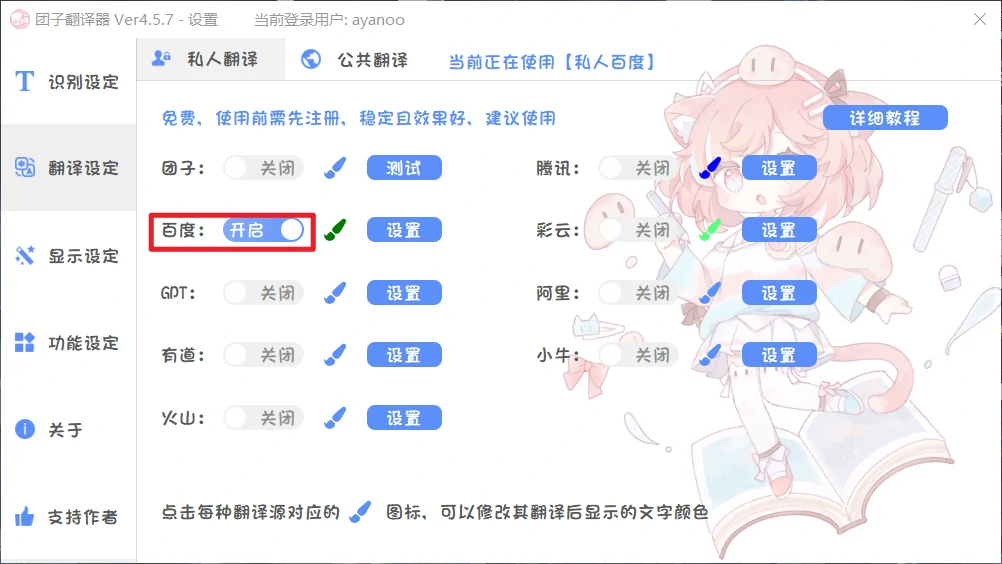 团子翻译器 Ver4.5.7 - 设置 当前登录用户: ayanoo
识别设定
翻译设定
显示设定
功能设定
关于
支持作者
私人翻译 公共翻译 当前正在使用【私人百度】
免费, 使用前需先注册, 稳定且效果好, 建议使用 详细教程
团子: 关闭 测试 腾讯: 关闭 设置
百度: 开启 设置 彩云: 关闭 设置
GPT: 关闭 设置 阿里: 关闭 设置
有道: 关闭 设置 小牛: 关闭 设置
火山: 关闭 设置
点击每种翻译源对应的 图标, 可以修改其翻译后显示的文字颜色